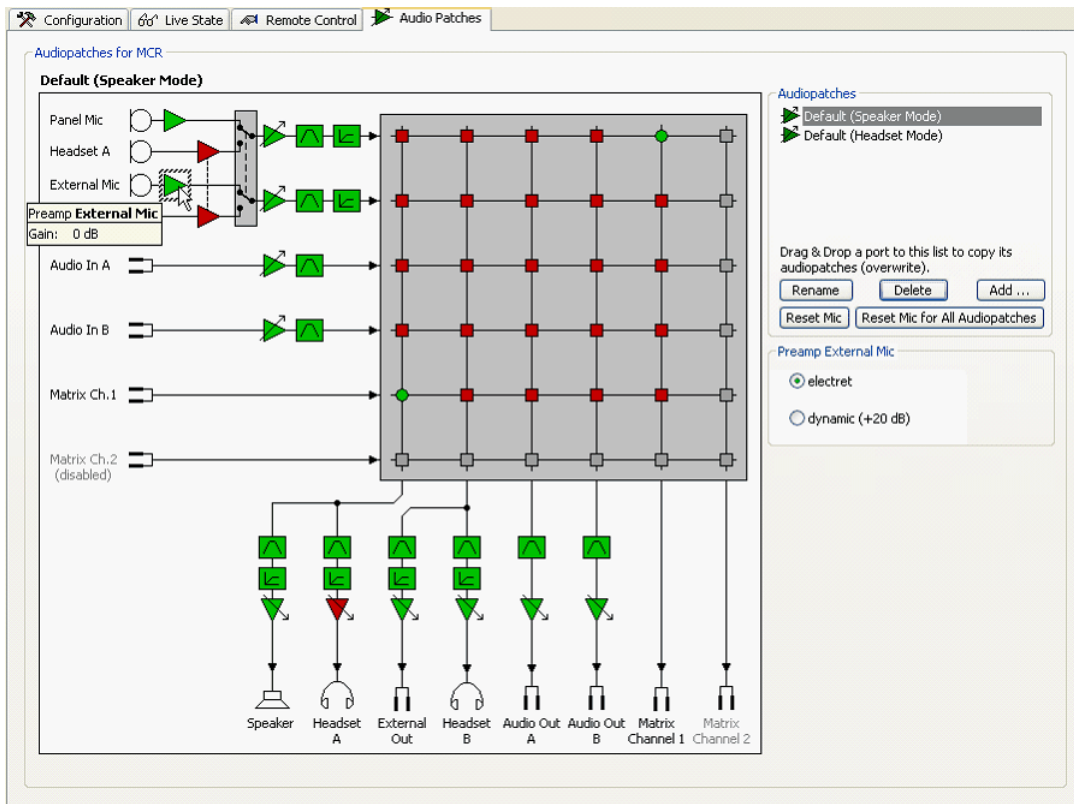 Configuration Live State Remote Control Audio Patches
Audiopatches for MCR
Default (Speaker Mode)
Panel Mic
Headset A
External Mic
Preamp External Mic
Gain: 0 dB
Audio In A
Audio In B
Matrix Ch.1
Matrix Ch.2
(disabled)
Speaker
Headset
A
External
Out
Headset
B
Audio Out
A
Audio Out
B
Matrix
Channel 1
Matrix
Channel 2
Audiopatches
Default (Speaker Mode)
Default (Headset Mode)
Drag & Drop a port to this list to copy its
audiopatches (overwrite).
Rename Delete Add ...
Reset Mic Reset Mic for All Audiopatches
Preamp External Mic
electret
dynamic (+20 dB)